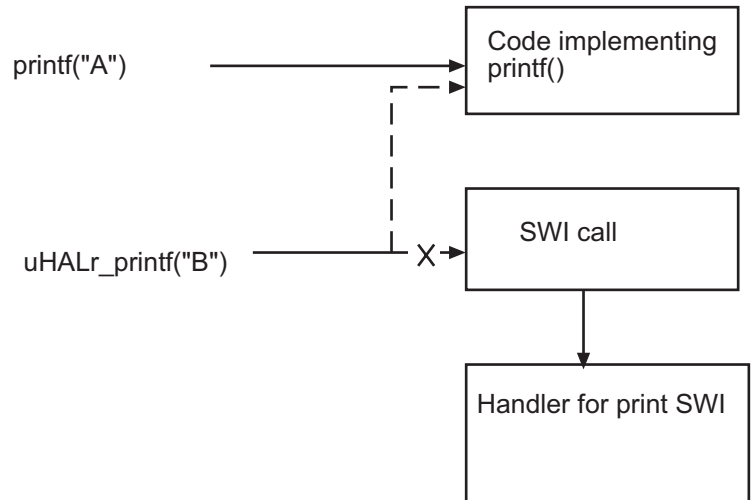 Code implementing
printf()
printf("A")
SWI call
uHALr_printf("B")
X
Handler for print SWI